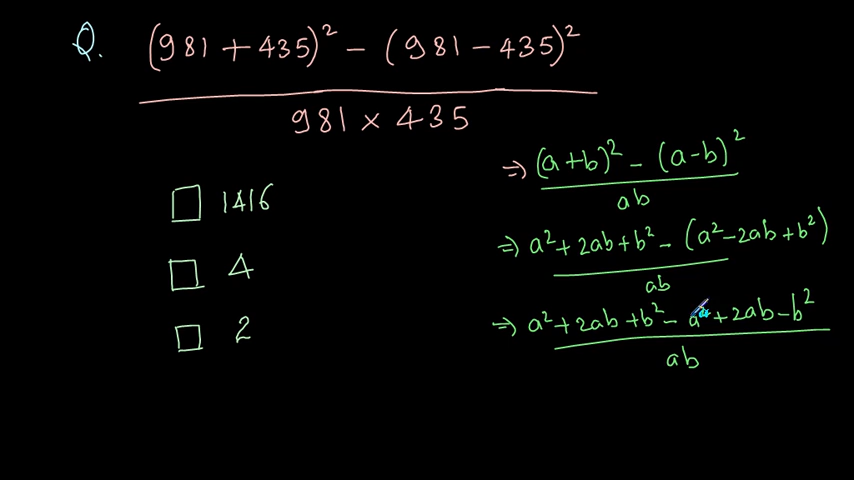 Q. (981 + 435)² − (981 − 435)²
981 × 435
⇒ (a+b)² − (a-b)²
ab
□ 1416
⇒ a² + 2ab + b² − (a² − 2ab + b²)
ab
□ 4
⇒ a² + 2ab + b² − a² + 2ab − b²
ab
□ 2